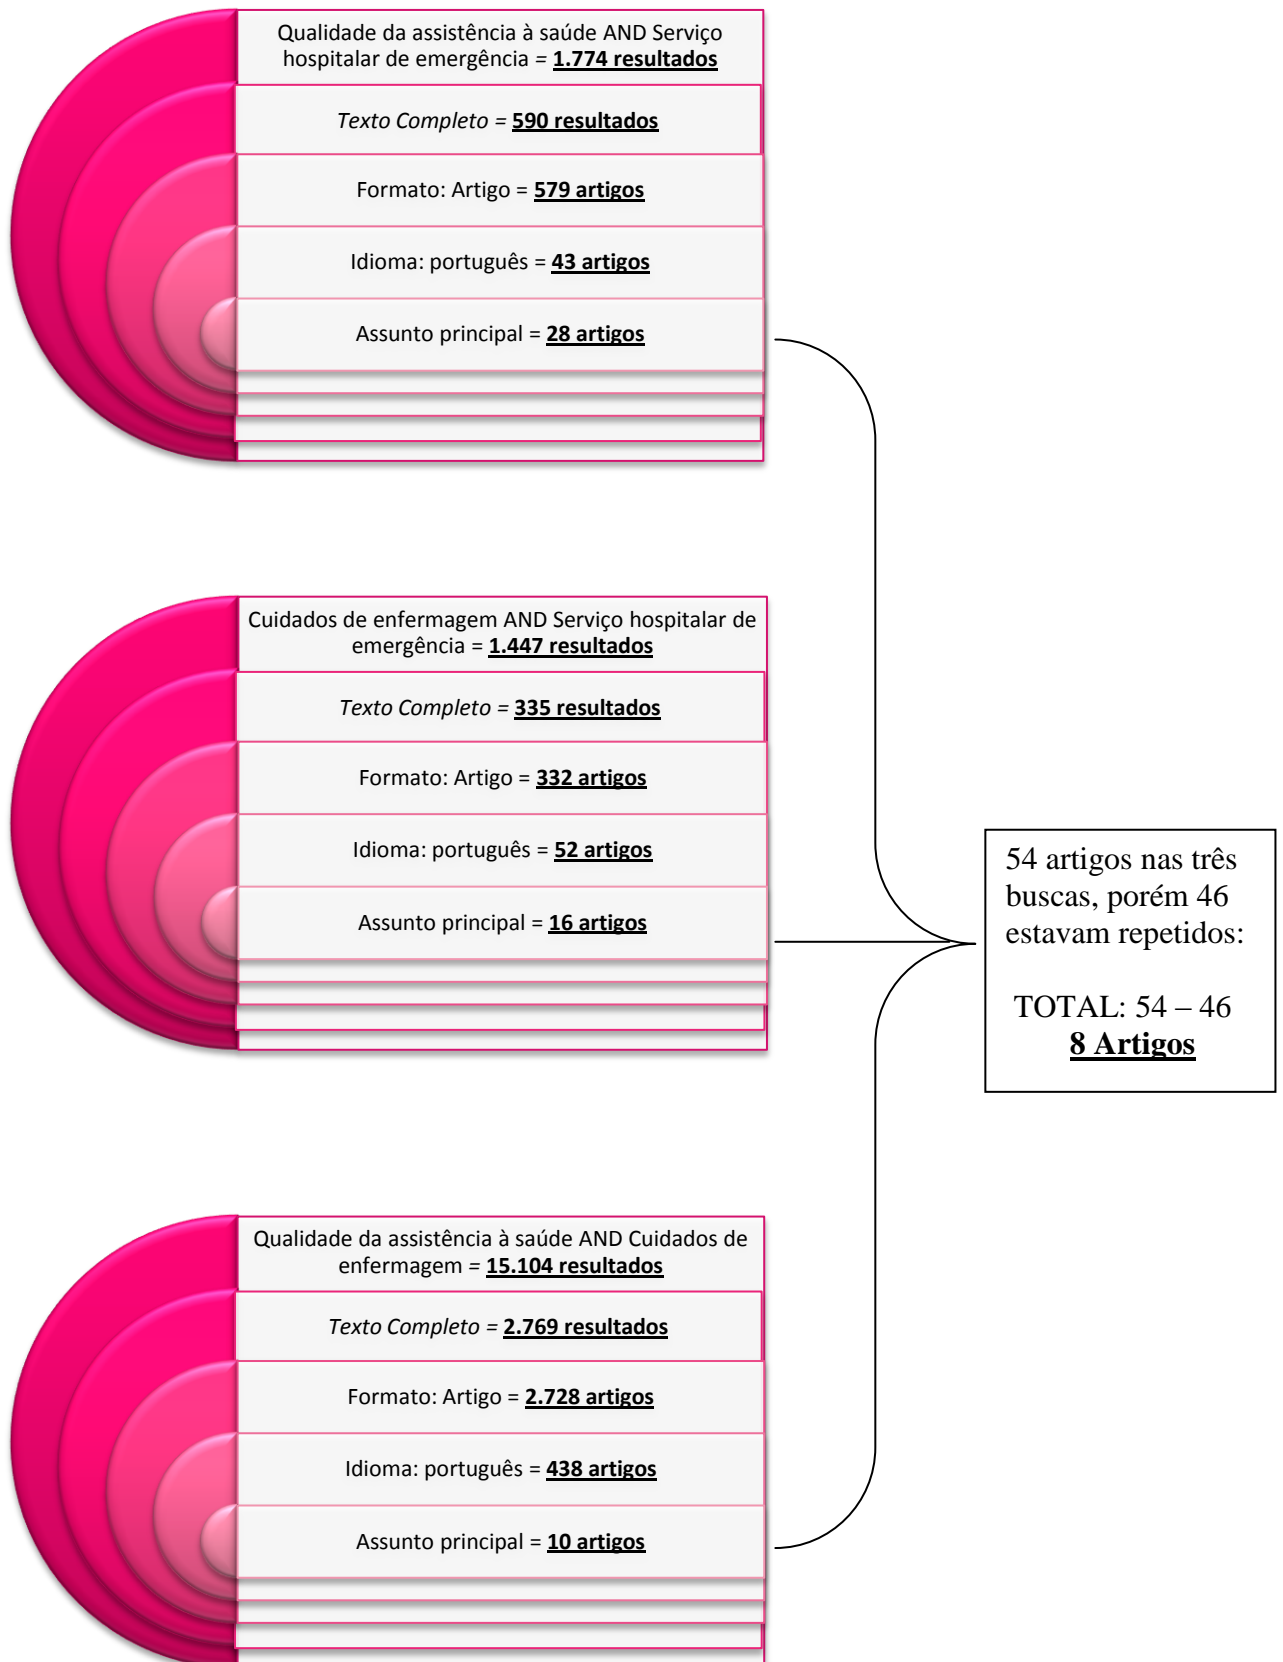 Qualidade da assistência à saúde AND Serviço
hospitalar de emergência = 1.774 resultados
Texto Completo = 590 resultados
Formato: Artigo = 579 artigos
Idioma: português = 43 artigos
Assunto principal = 28 artigos
Cuidados de enfermagem AND Serviço hospitalar de
emergência = 1.447 resultados
Texto Completo = 335 resultados
Formato: Artigo = 332 artigos
Idioma: português = 52 artigos
Assunto principal = 16 artigos
54 artigos nas três
buscas, porém 46
estavam repetidos:
TOTAL: 54 – 46
8 Artigos
Qualidade da assistência à saúde AND Cuidados de
enfermagem = 15.104 resultados
Texto Completo = 2.769 resultados
Formato: Artigo = 2.728 artigos
Idioma: português = 438 artigos
Assunto principal = 10 artigos